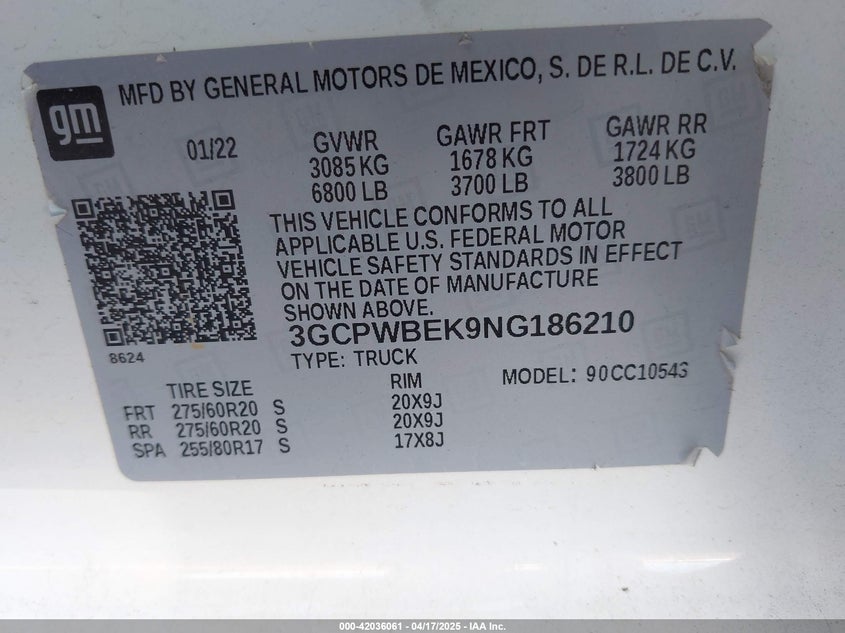 MFD BY GENERAL MOTORS DE MEXICO, S. DE R.L. DE C.V.
gm
01/22
GVWR GAWR FRT GAWR RR
3085 KG 1678 KG 1724 KG
6800 LB 3700 LB 3800 LB
THIS VEHICLE CONFORMS TO ALL
APPLICABLE U.S. FEDERAL MOTOR
VEHICLE SAFETY STANDARDS IN EFFECT
ON THE DATE OF MANUFACTURE
SHOWN ABOVE.
3GCPWBEK9NG186210
8624
TYPE: TRUCK
MODEL: 90CC10543
TIRE SIZE RIM
FRT 275/60R20 S 20X9J
RR 275/60R20 S 20X9J
SPA 255/80R17 S 17X8J
000-42036061 - 04/17/2025 - IAA Inc.